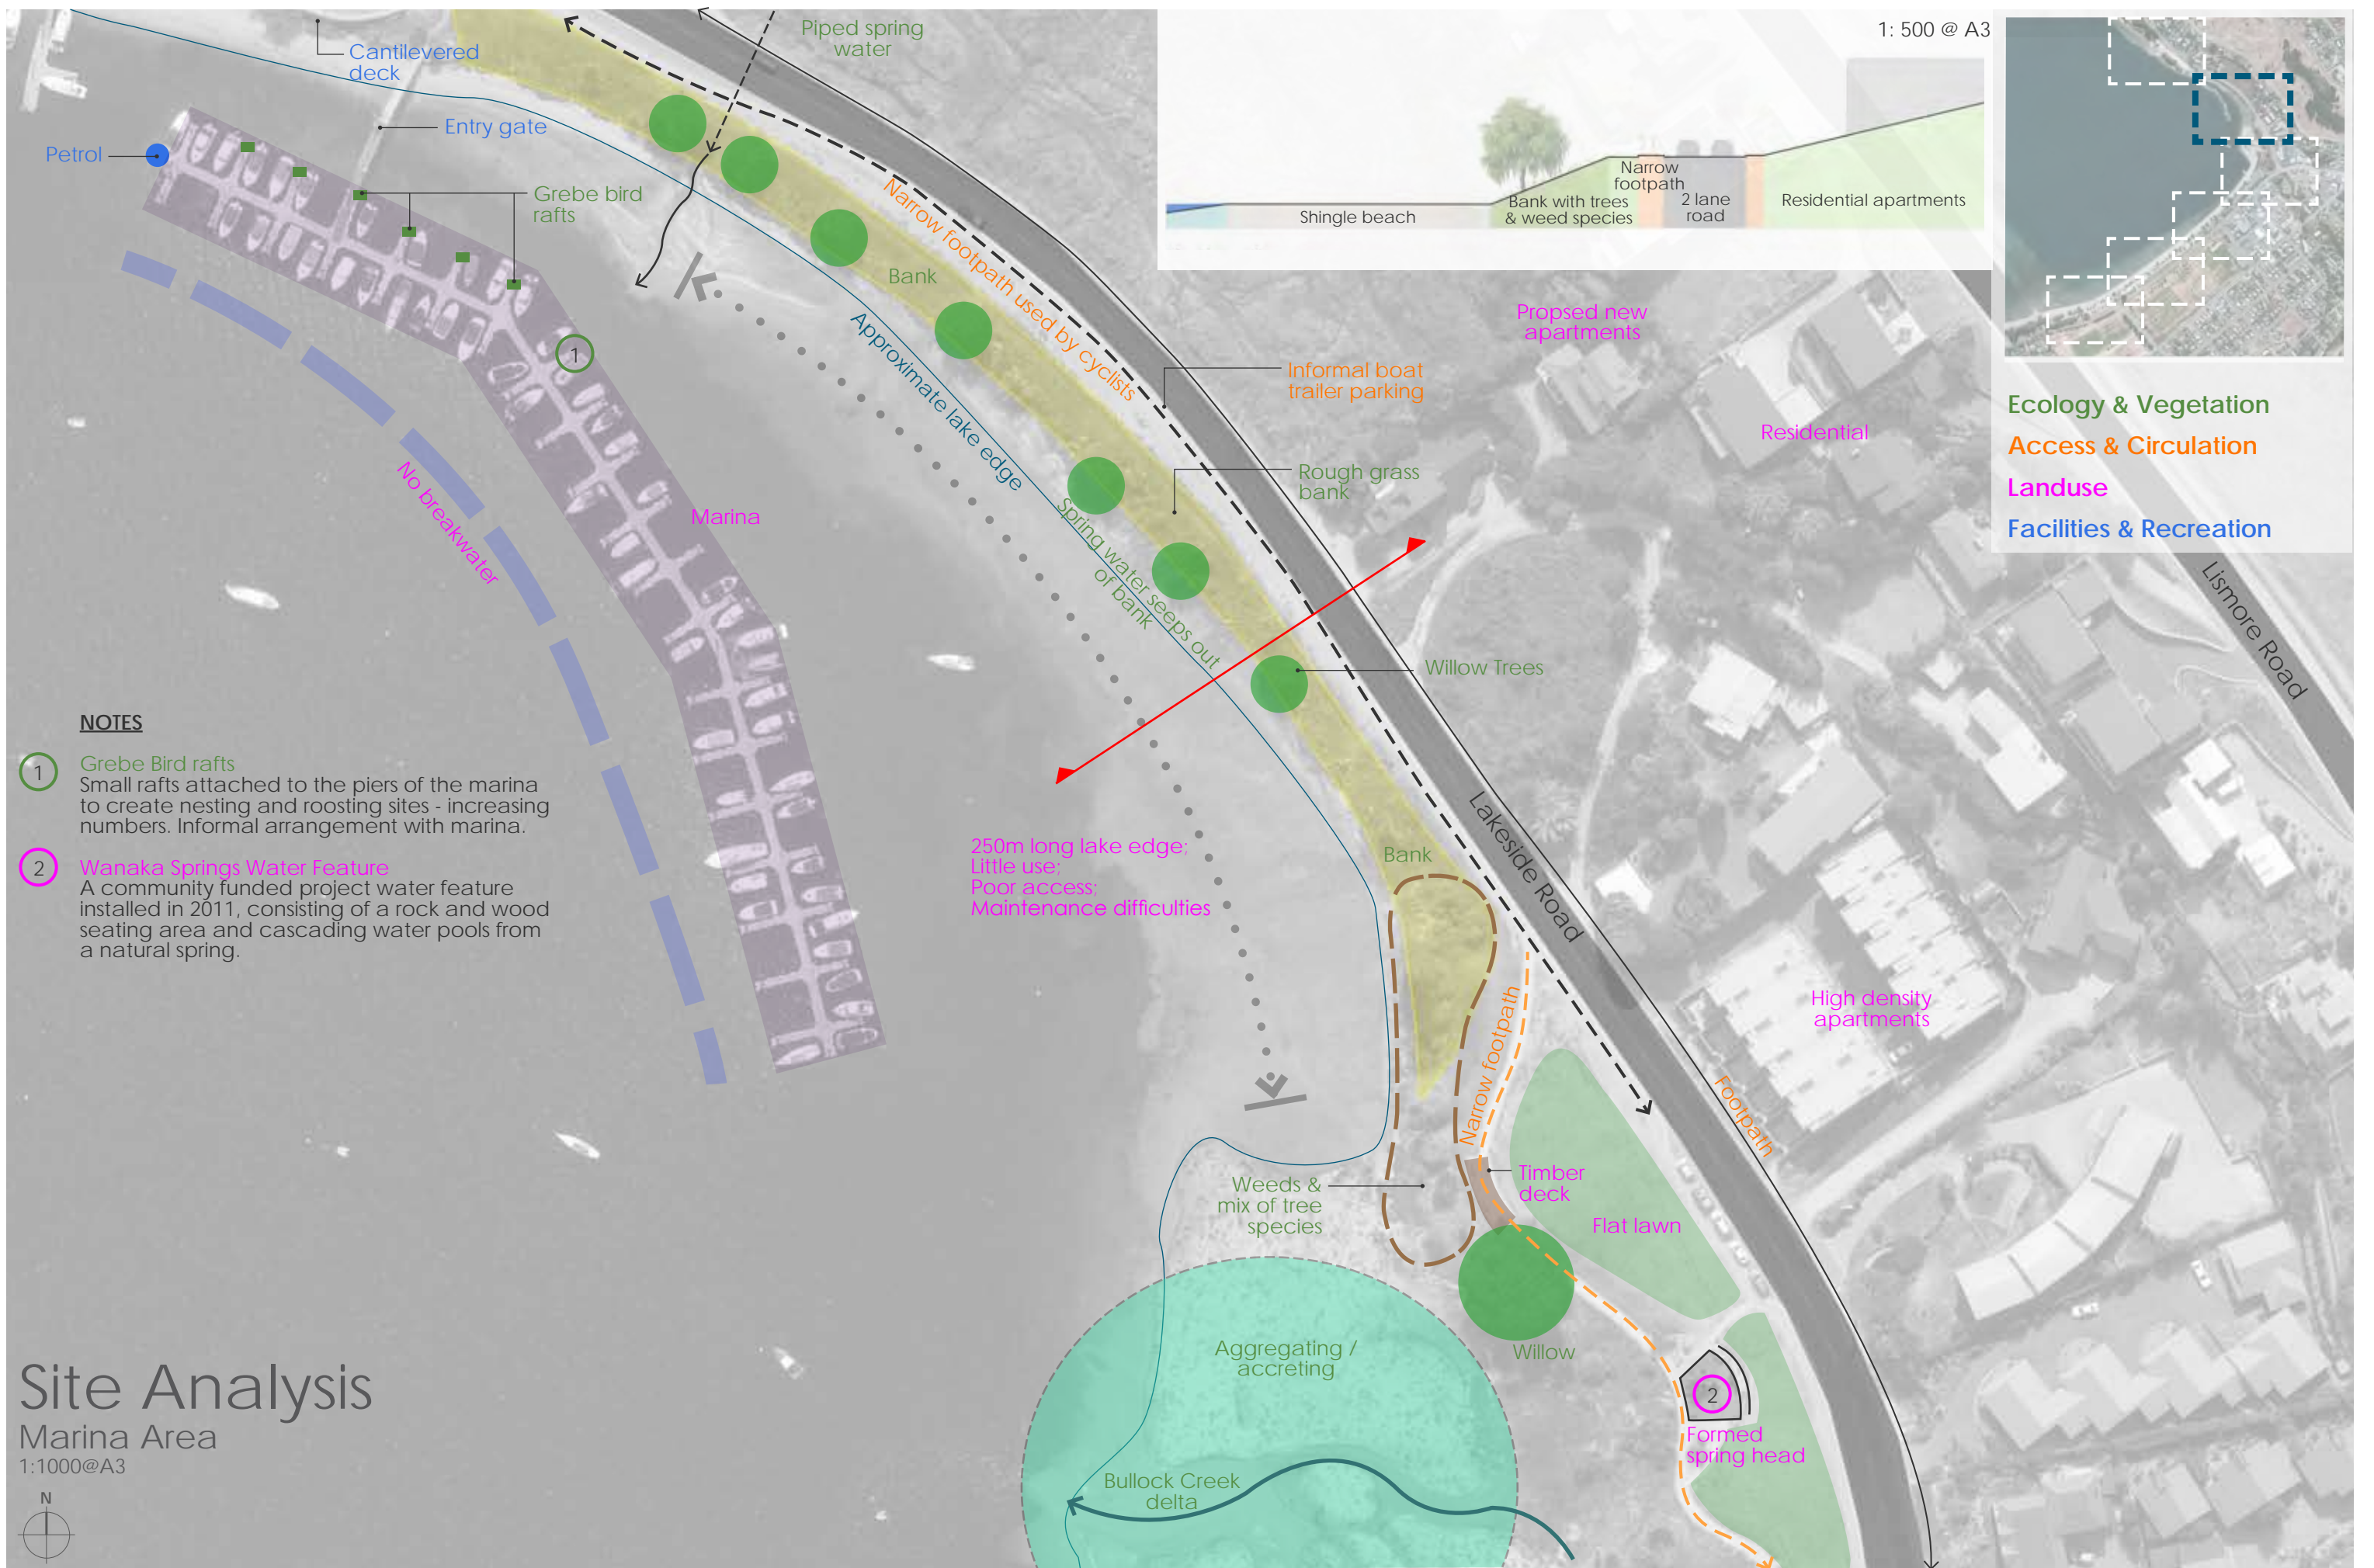 Piped spring
water
Cantilevered
deck
Entry gate
Petrol
Grebe bird
rafts
1: 500 @ A3
Narrow
footpath
Bank with trees
& weed species
2 lane
road
Shingle beach
Residential apartments
Ecology & Vegetation
Access & Circulation
Landuse
Facilities & Recreation
Narrow footpath used by cyclists
Bank
Approximate lake edge
Propsed new
apartments
Informal boat
trailer parking
Residential
Rough grass
bank
1
No breakwater
Marina
Spring water seeps out
of bank
Willow Trees
Lismore Road
Lakeside Road
NOTES
1
Grebe Bird rafts
Small rafts attached to the piers of the marina
to create nesting and roosting sites - increasing
numbers. Informal arrangement with marina.
2
Wanaka Springs Water Feature
A community funded project water feature
installed in 2011, consisting of a rock and wood
seating area and cascading water pools from
a natural spring.
250m long lake edge;
Little use;
Poor access;
Maintenance difficulties
Bank
High density
apartments
Narrow footpath
Footpath
Timber
deck
Weeds &
mix of tree
species
Flat lawn
Willow
Aggregating /
accreting
2
Formed
spring head
Bullock Creek
delta
Site Analysis
Marina Area
1:1000@A3
N